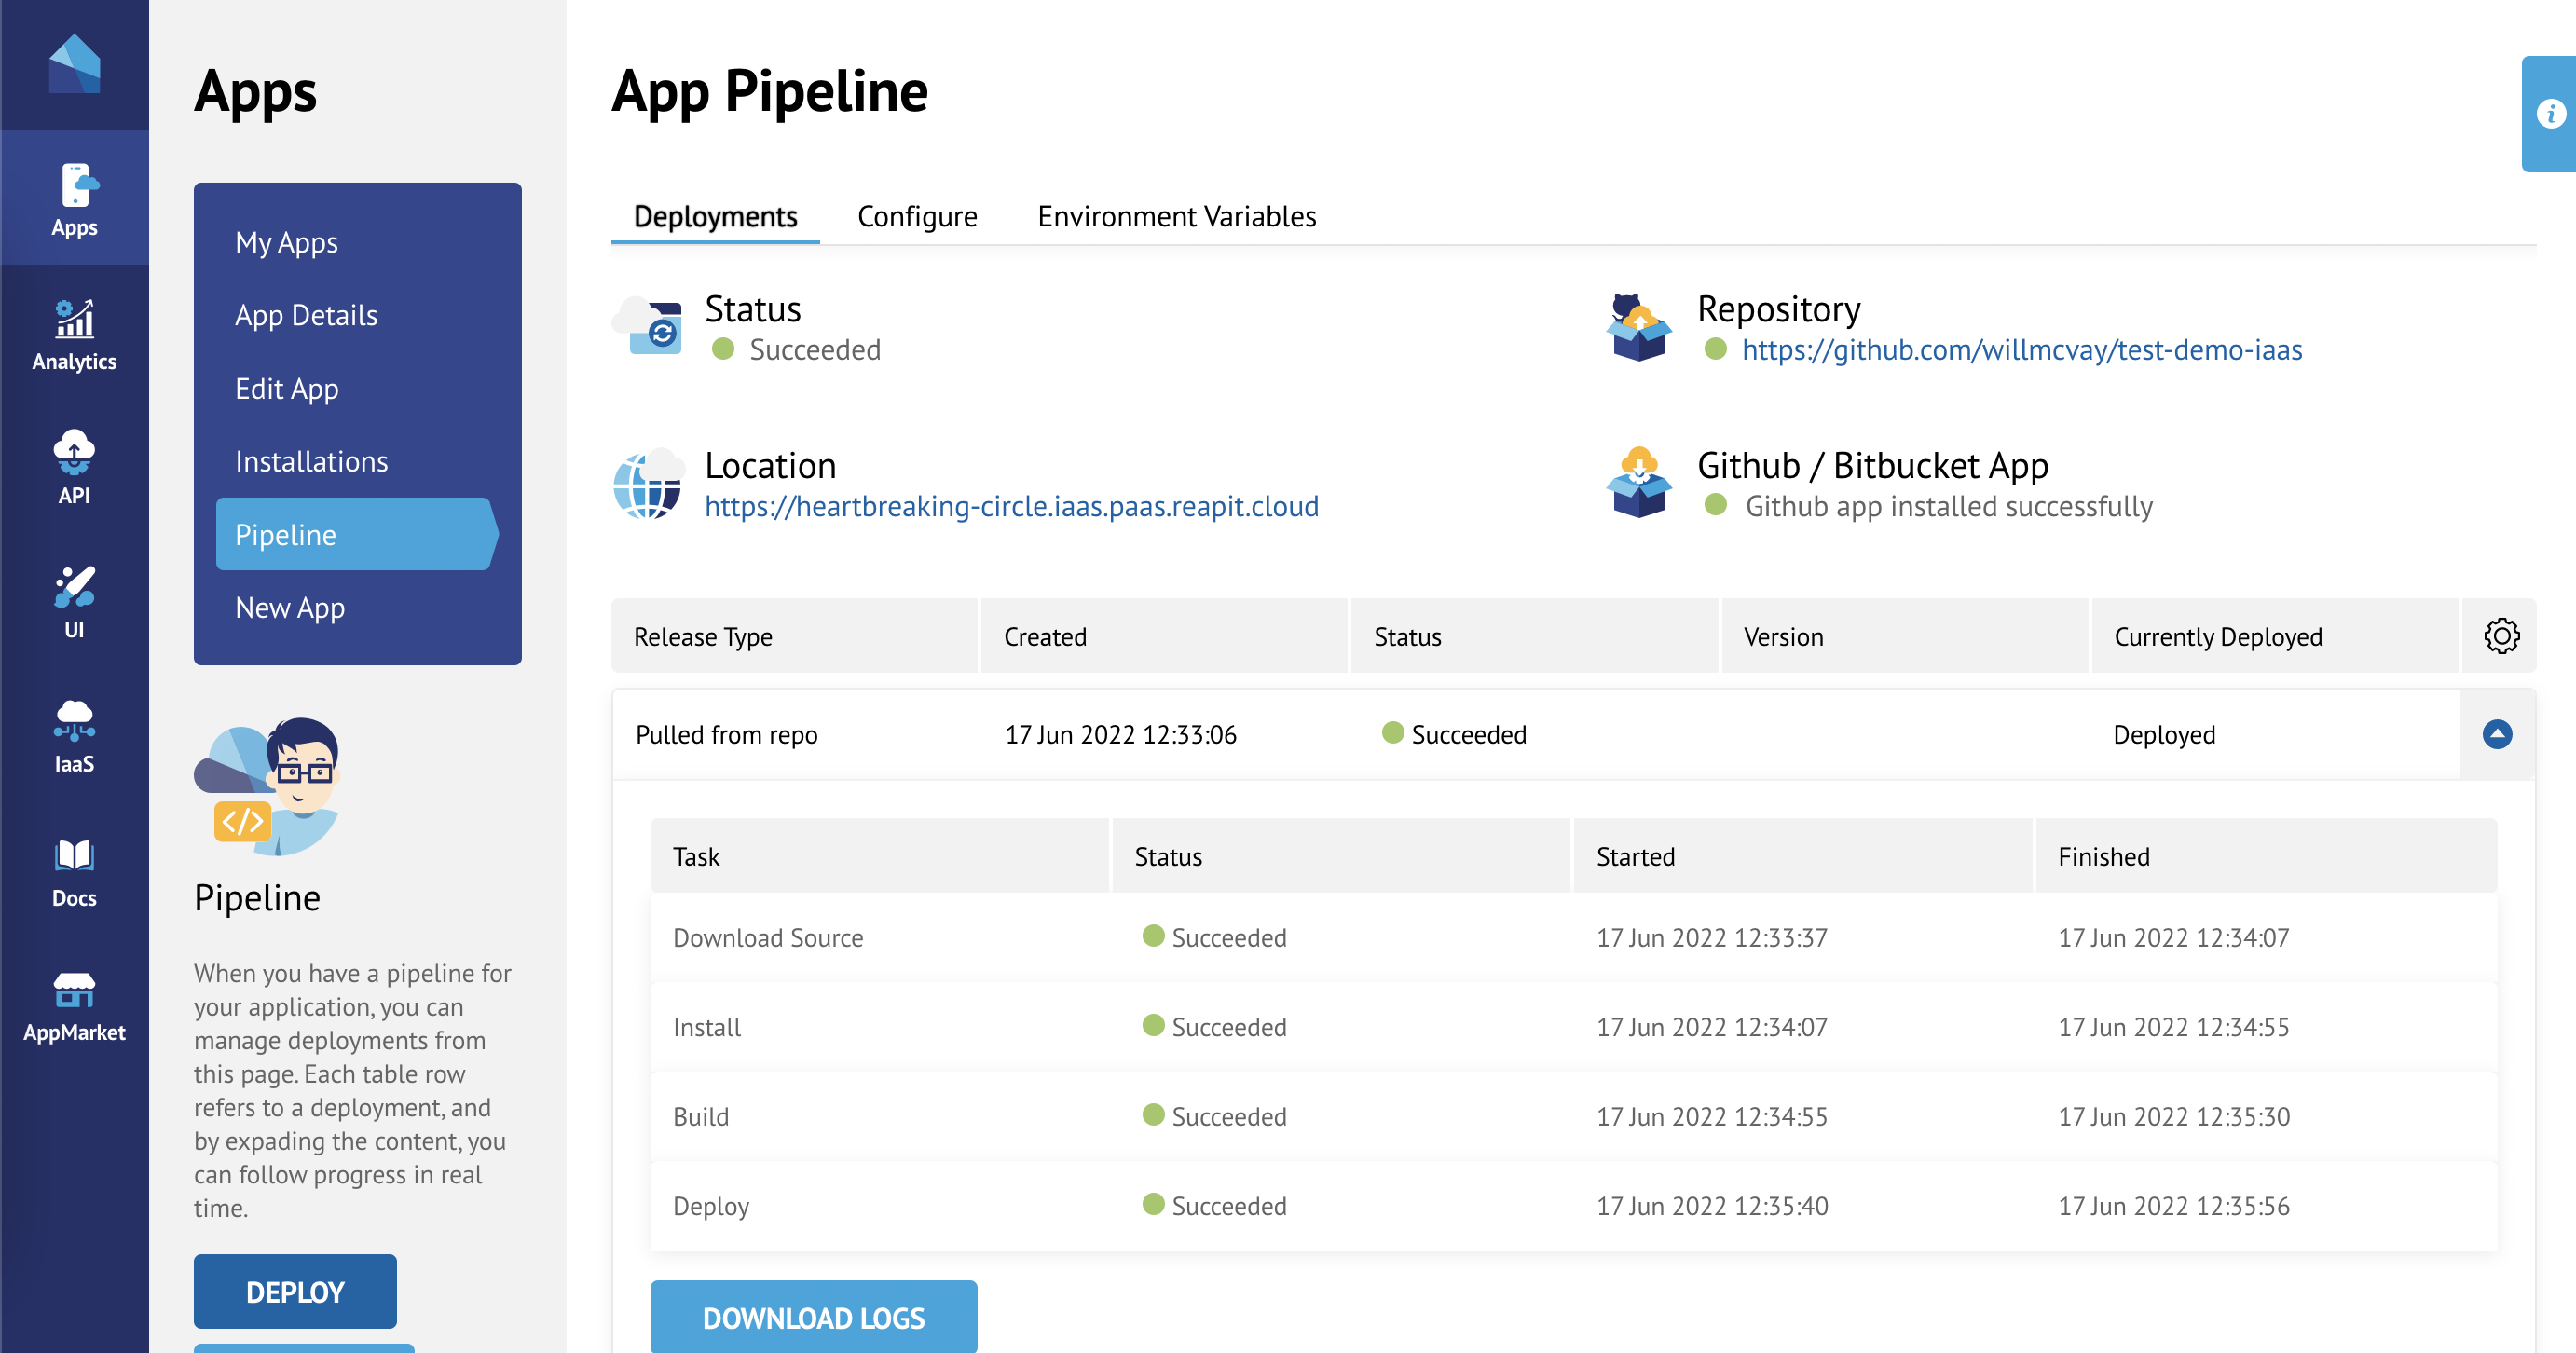 Apps
Analytics
API
UI
IaaS
Docs
AppMarket
Apps
My Apps
App Details
Edit App
Installations
Pipeline
New App
</>
Pipeline
When you have a pipeline for
your application, you can
manage deployments from
this page. Each table row
refers to a deployment, and
by expading the content, you
can follow progress in real
time.
DEPLOY
App Pipeline
i
Deployments Configure Environment Variables
Status
Succeeded
Repository
https://github.com/willmcvay/test-demo-iaas
Location
https://heartbreaking-circle.iaas.paas.reapit.cloud
Github / Bitbucket App
Github app installed successfully
Release Type Created Status Version Currently Deployed
Pulled from repo 17 Jun 2022 12:33:06 Succeeded Deployed
Task Status Started Finished
Download Source Succeeded 17 Jun 2022 12:33:37 17 Jun 2022 12:34:07
Install Succeeded 17 Jun 2022 12:34:07 17 Jun 2022 12:34:55
Build Succeeded 17 Jun 2022 12:34:55 17 Jun 2022 12:35:30
Deploy Succeeded 17 Jun 2022 12:35:40 17 Jun 2022 12:35:56
DOWNLOAD LOGS